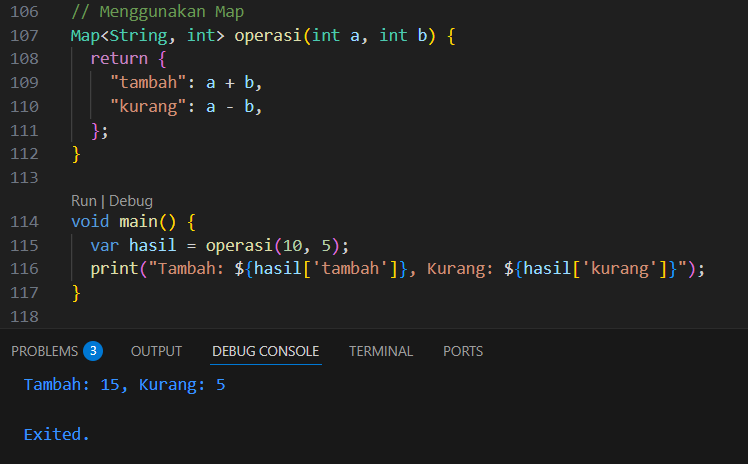 106 // Menggunakan Map
107 Map<String, int> operasi(int a, int b) {
108   return {
109     "tambah": a + b,
110     "kurang": a - b,
111   };
112 }
113
Run | Debug
114 void main() {
115   var hasil = operasi(10, 5);
116   print("Tambah: ${hasil['tambah']}, Kurang: ${hasil['kurang']}");
117 }
118
PROBLEMS 3 OUTPUT DEBUG CONSOLE TERMINAL PORTS
Tambah: 15, Kurang: 5
Exited.